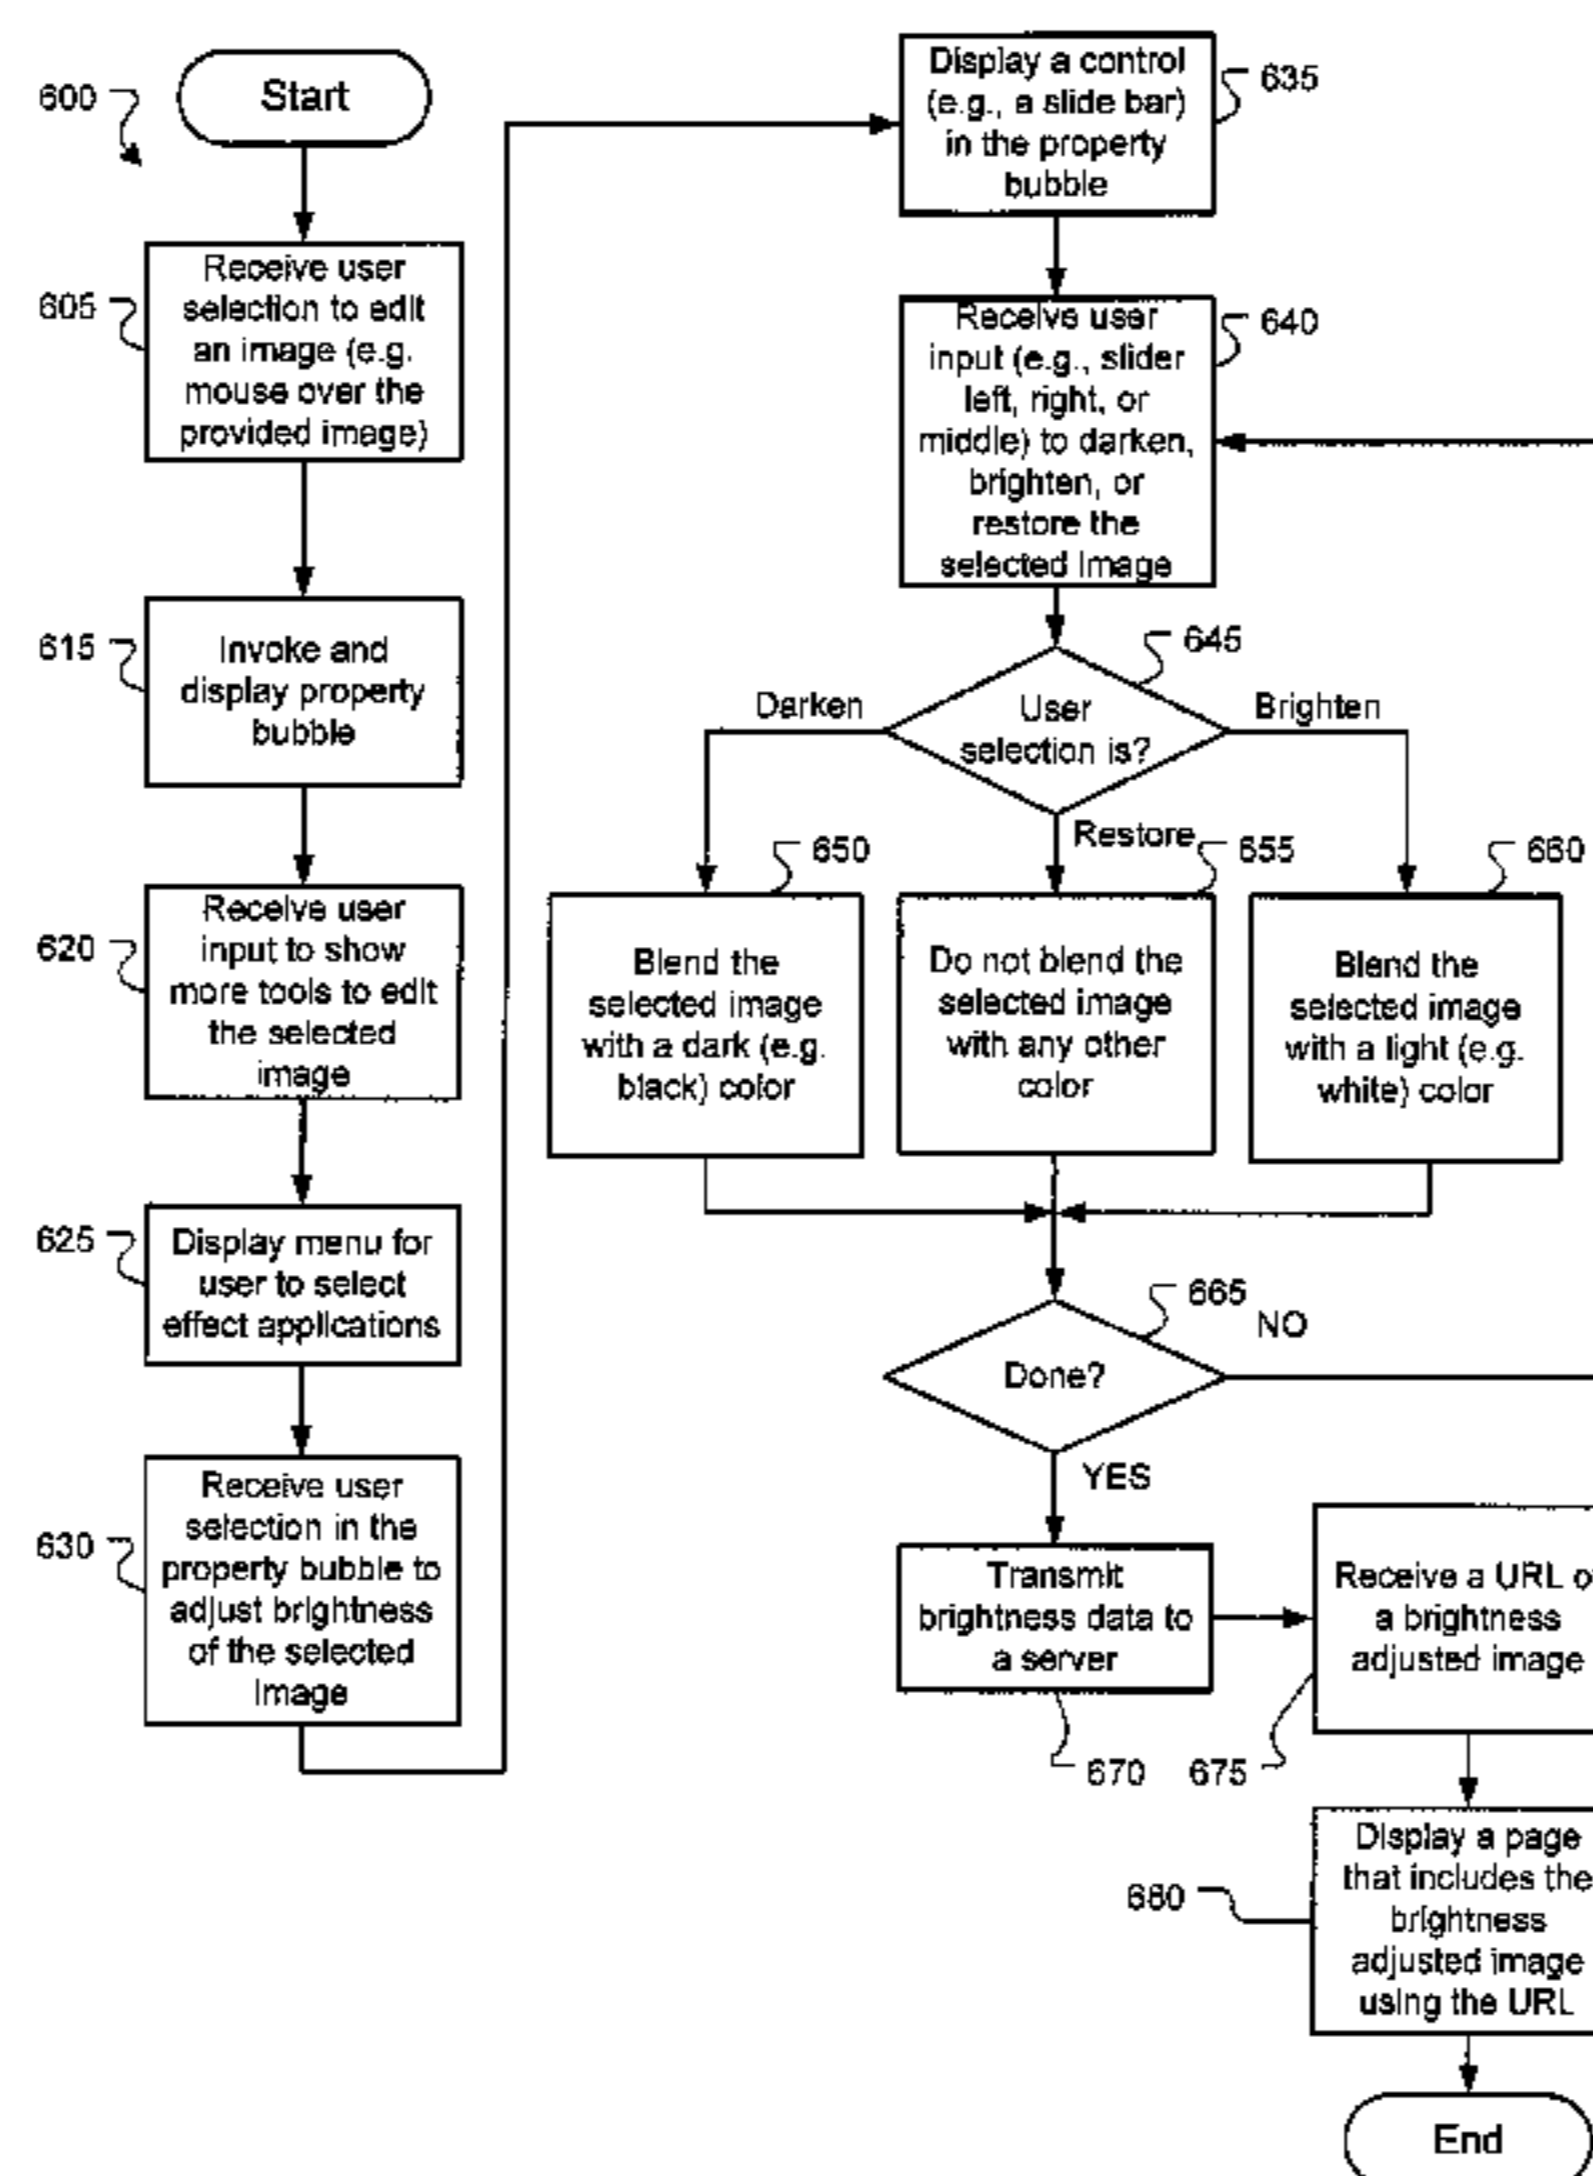 600
Start
605
Receive user
selection to edit
an image (e.g.
mouse over the
provided image)
615
Invoke and
display property
bubble
620
Receive user
input to show
more tools to edit
the selected
image
625
Display menu for
user to select
effect applications
630
Receive user
selection in the
property bubble to
adjust brightness
of the selected
image
Display a control
(e.g., a slide bar)
in the property
bubble
635
Receive user
input (e.g., slider
left, right, or
middle) to darken,
brighten, or
restore the
selected image
640
User
selection is?
645
Darken
Restore
Brighten
650
Blend the
selected image
with a dark (e.g.
black) color
655
Do not blend the
selected image
with any other
color
660
Blend the
selected image
with a light (e.g.
white) color
665
Done?
NO
YES
Transmit
brightness data to
a server
670
Receive a URL of
a brightness
adjusted image
675
680
Display a page
that includes the
brightness
adjusted image
using the URL
End